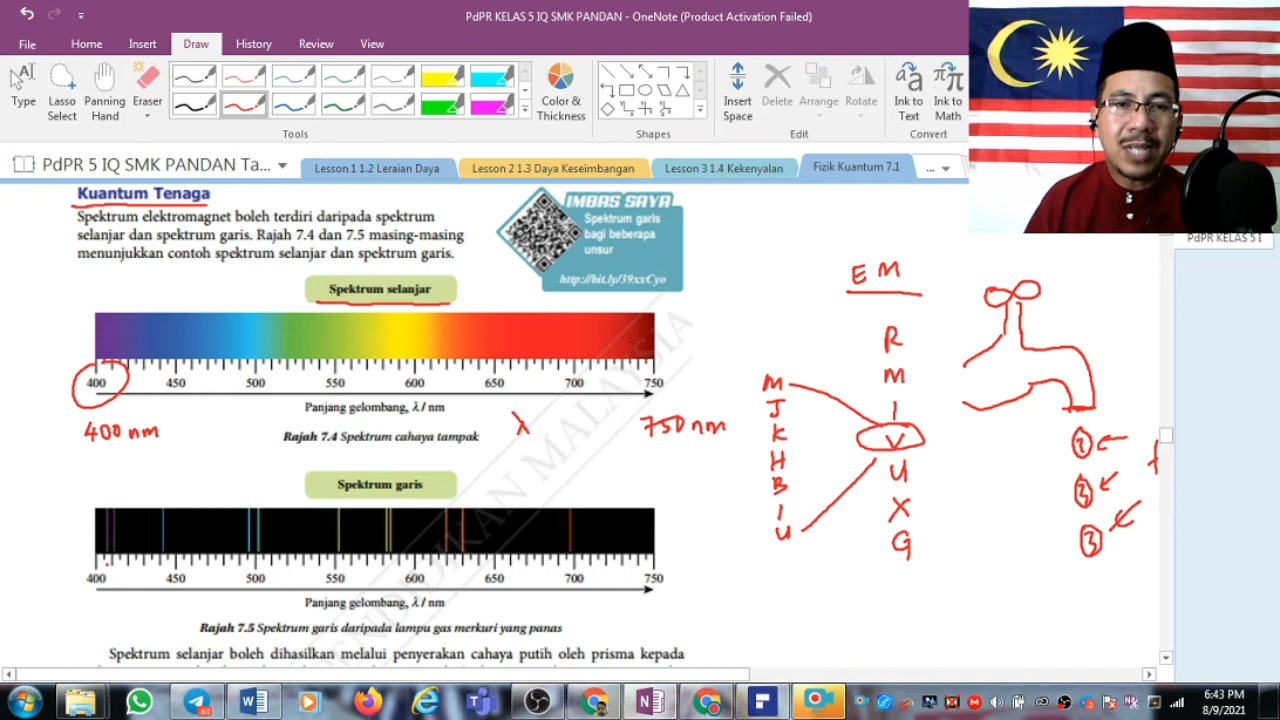 PdPR KELAS 5 IQ SMK PANDAN - OneNote (Product Activation Failed)
File Home Insert Draw History Review View
Type
Lasso Select
Panning Hand
Eraser
Color & Thickness
Insert Space
Delete
Arrange
Rotate
Ink to Text
Ink to Math
Tools
Shapes
Edit
Convert
PdPR 5 IQ SMK PANDAN Ta...
Lesson 1 1.2 Leraian Daya
Lesson 2 1.3 Daya Keseimbangan
Lesson 3 1.4 Kekenyalan
Fizik Kuantum 7.1
...
PdPR KELAS 5 I
Kuantum Tenaga
Spektrum elektromagnet boleh terdiri daripada spektrum
selanjar dan spektrum garis. Rajah 7.4 dan 7.5 masing-masing
menunjukkan contoh spektrum selanjar dan spektrum garis.
IMBAS SAYA
Spektrum garis
bagi beberapa
unsur
http://bit.ly/39xxCyo
Spektrum selanjar
400 450 500 550 600 650 700 750
Panjang gelombang, λ / nm
Rajah 7.4 Spektrum cahaya tampak
400 nm
λ
750 nm
Spektrum garis
400 450 500 550 600 650 700 750
Panjang gelombang, λ / nm
Rajah 7.5 Spektrum garis daripada lampu gas merkuri yang panas
Spektrum selanjar boleh dihasilkan melalui penyerakan cahaya putih oleh prisma kepada
PENDIDIKAN MALAYSIA
EM
R
M
I
V
U
X
G
M
J
K
H
B
I
U
3
3
6:43 PM
8/9/2021